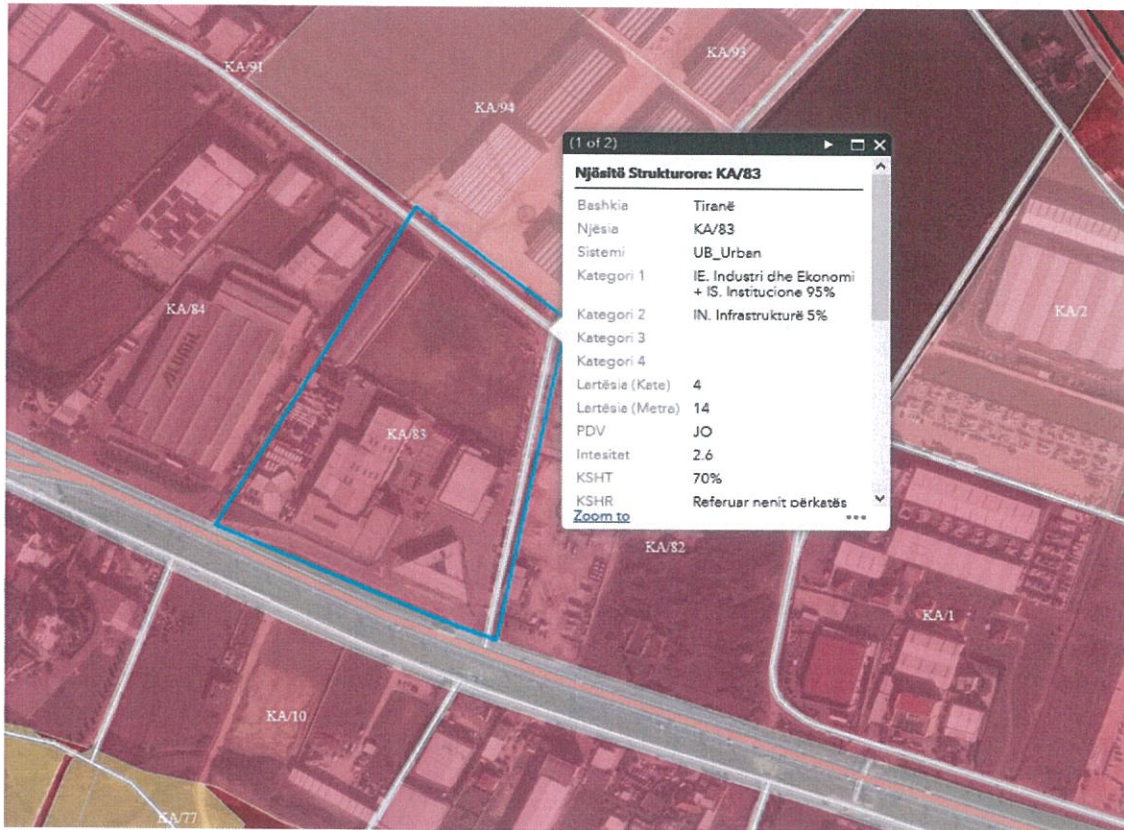 KA/91
KA/93
KA/94
(1 of 2)
Njësitë Strukturore: KA/83
Bashkia Tiranë
Njësia KA/83
Sistemi UB_Urban
Kategori 1 IE. Industri dhe Ekonomi
+ IS. Institucione 95%
Kategori 2 IN. Infrastrukturë 5%
Kategori 3
Kategori 4
Lartësia (Kate) 4
Lartësia (Metra) 14
PDV JO
Intesitet 2.6
KSHT 70%
KSHR Referuar nenit përkatës
Zoom to
KA/84
KA/2
KA/83
KA/82
KA/1
KA/10
KA/77
ALUMIL